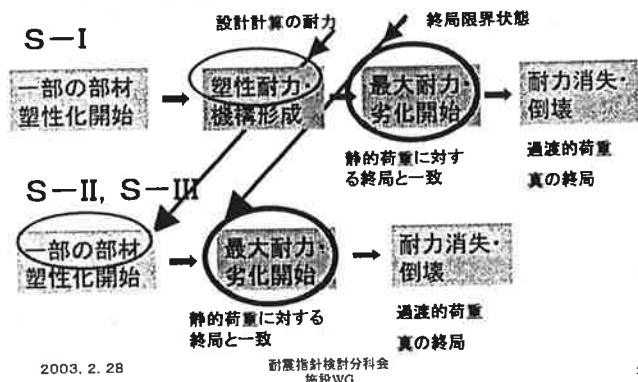 設計計算の耐力
終局限界状態
S－I
一部の部材
塑性化開始
塑性耐力・
機構形成
最大耐力・
劣化開始
耐力消失・
倒壊
静的荷重に対す
る終局と一致
過渡的荷重
真の終局
S－II, S－III
一部の部材
塑性化開始
最大耐力・
劣化開始
耐力消失・
倒壊
静的荷重に対する
終局と一致
過渡的荷重
真の終局
2003. 2. 28
耐震指針検討分科会
施設WG